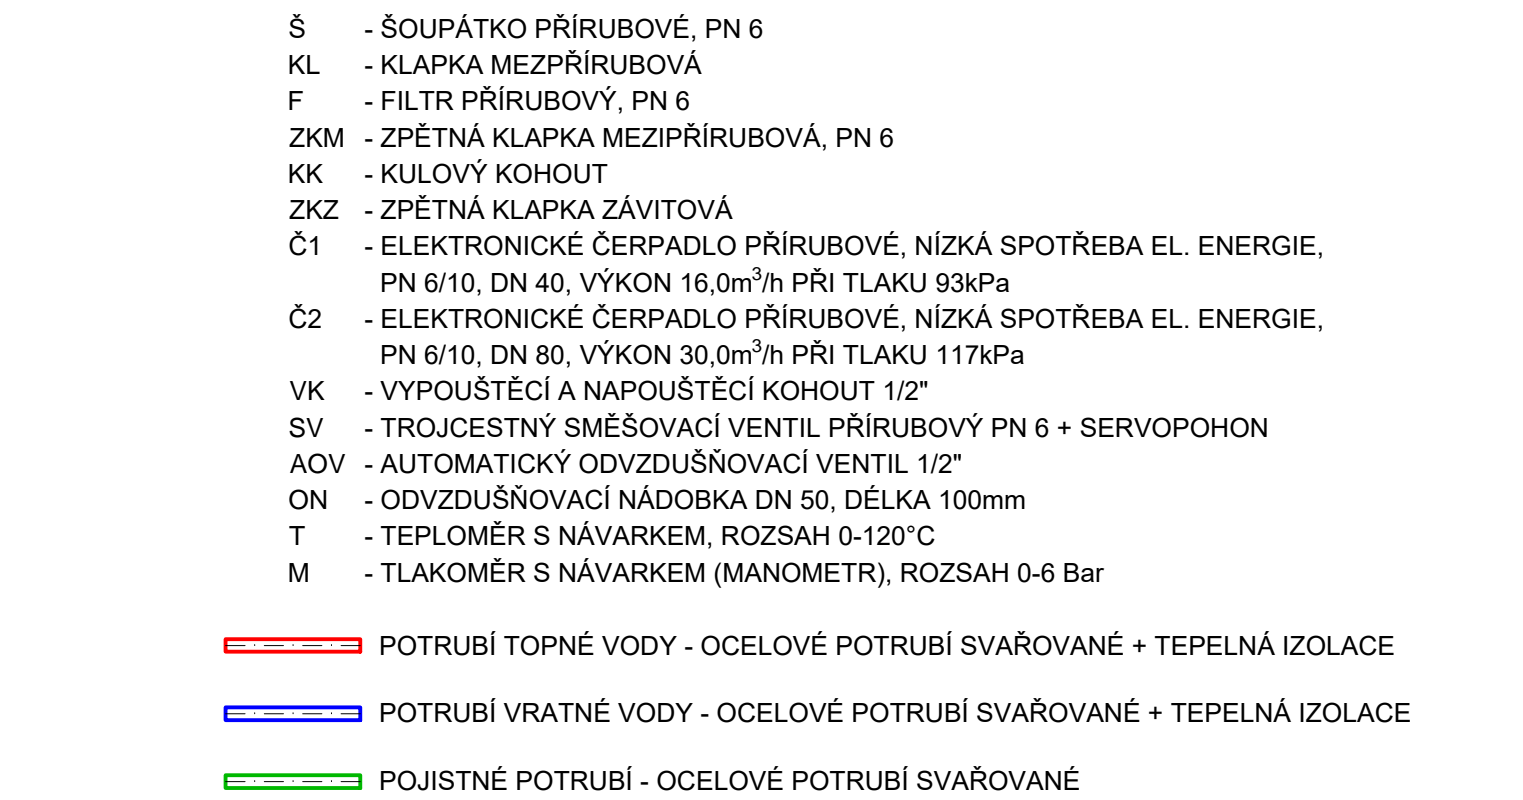 Š - ŠOUPÁTKO PŘÍRUBOVÉ, PN 6
KL - KLAPKA MEZPŘÍRUBOVÁ
F - FILTR PŘÍRUBOVÝ, PN 6
ZKM - ZPĚTNÁ KLAPKA MEZIPŘÍRUBOVÁ, PN 6
KK - KULOVÝ KOHOUT
ZKZ - ZPĚTNÁ KLAPKA ZÁVITOVÁ
Č1 - ELEKTRONICKÉ ČERPADLO PŘÍRUBOVÉ, NÍZKÁ SPOTŘEBA EL. ENERGIE,
PN 6/10, DN 40, VÝKON 16,0m³/h PŘI TLAKU 93kPa
Č2 - ELEKTRONICKÉ ČERPADLO PŘÍRUBOVÉ, NÍZKÁ SPOTŘEBA EL. ENERGIE,
PN 6/10, DN 80, VÝKON 30,0m³/h PŘI TLAKU 117kPa
VK - VYPOUŠTĚCÍ A NAPOUŠTĚCÍ KOHOUT 1/2"
SV - TROJCESTNÝ SMĚŠOVACÍ VENTIL PŘÍRUBOVÝ PN 6 + SERVOPOHON
AOV - AUTOMATICKÝ ODVZDUŠŇOVACÍ VENTIL 1/2"
ON - ODVZDUŠŇOVACÍ NÁDOBKA DN 50, DÉLKA 100mm
T - TEPLOMĚR S NÁVARKEM, ROZSAH 0-120°C
M - TLAKOMĚR S NÁVARKEM (MANOMETR), ROZSAH 0-6 Bar
POTRUBÍ TOPNÉ VODY - OCELOVÉ POTRUBÍ SVAŘOVANÉ + TEPELNÁ IZOLACE
POTRUBÍ VRATNÉ VODY - OCELOVÉ POTRUBÍ SVAŘOVANÉ + TEPELNÁ IZOLACE
POJISTNÉ POTRUBÍ - OCELOVÉ POTRUBÍ SVAŘOVANÉ